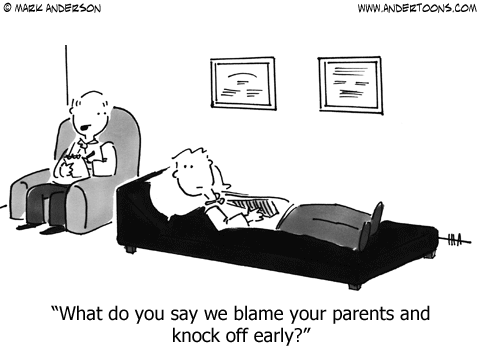 © MARK ANDERSON
WWW.ANDERTOONS.COM
"What do you say we blame your parents and
knock off early?"